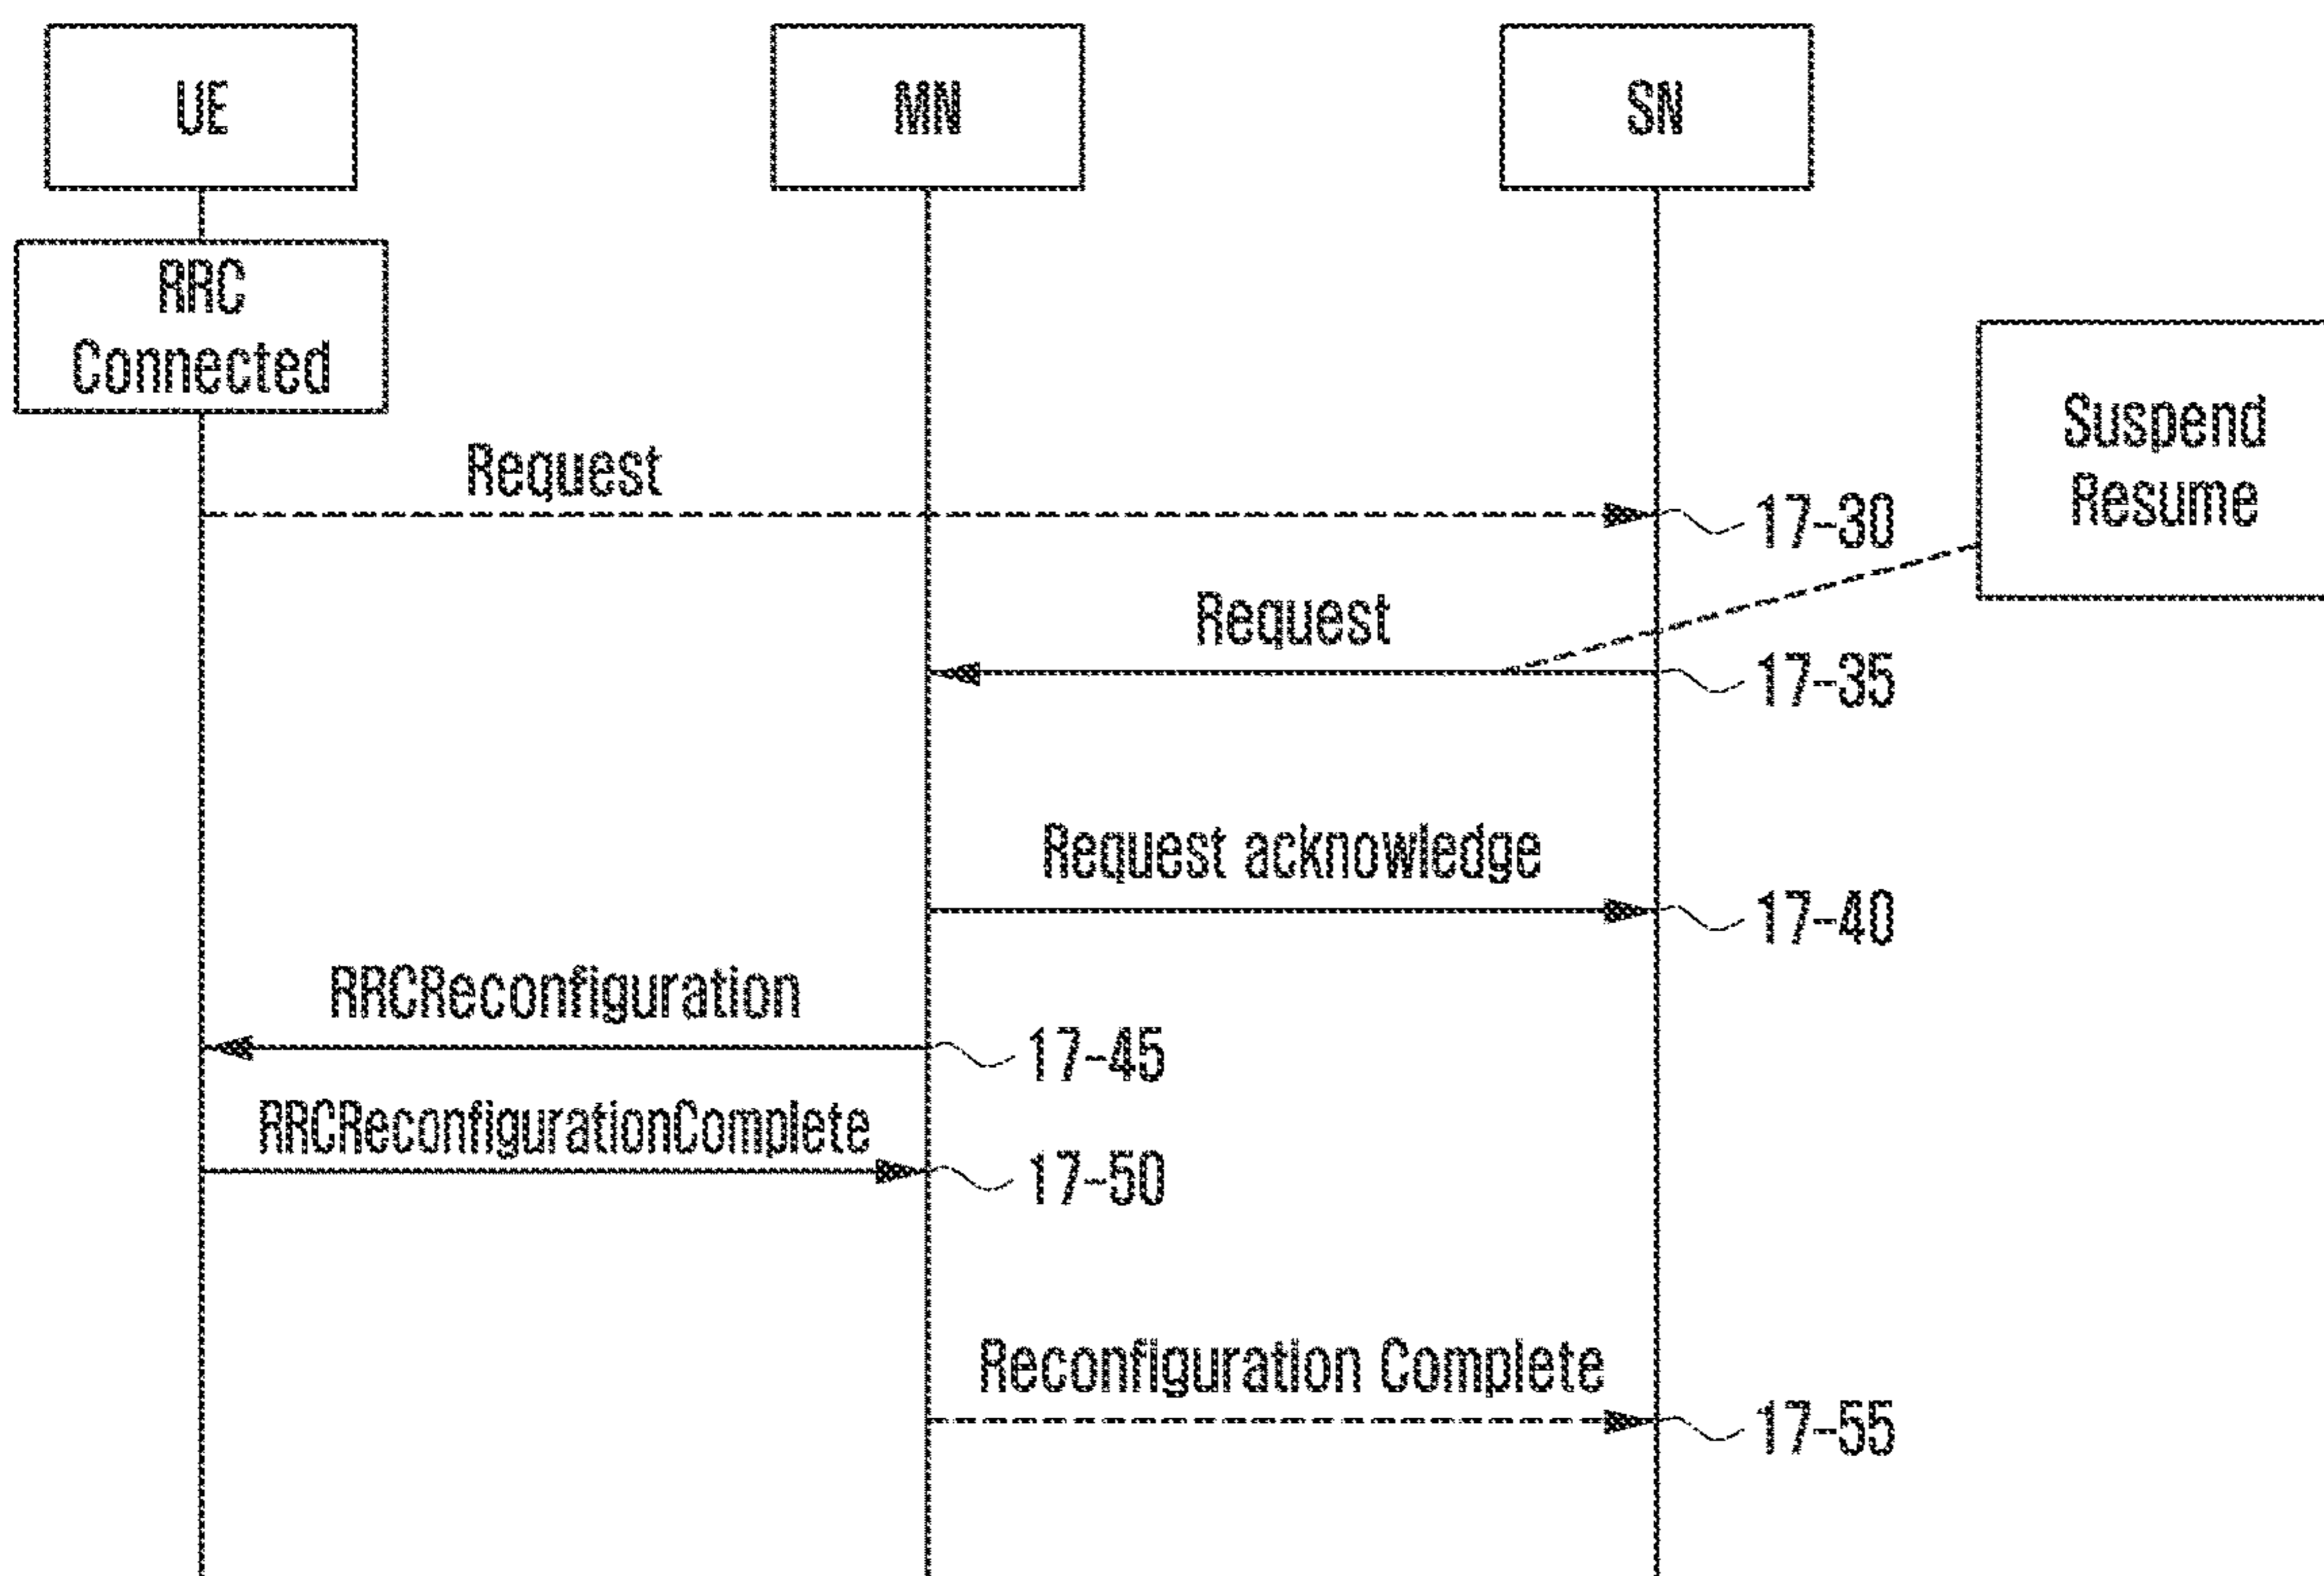 UE
MN
SN
RRC
Connected
Suspend
Resume
Request
17-30
Request
17-35
Request acknowledge
17-40
RRCReconfiguration
17-45
RRCReconfigurationComplete
17-50
Reconfiguration Complete
17-55